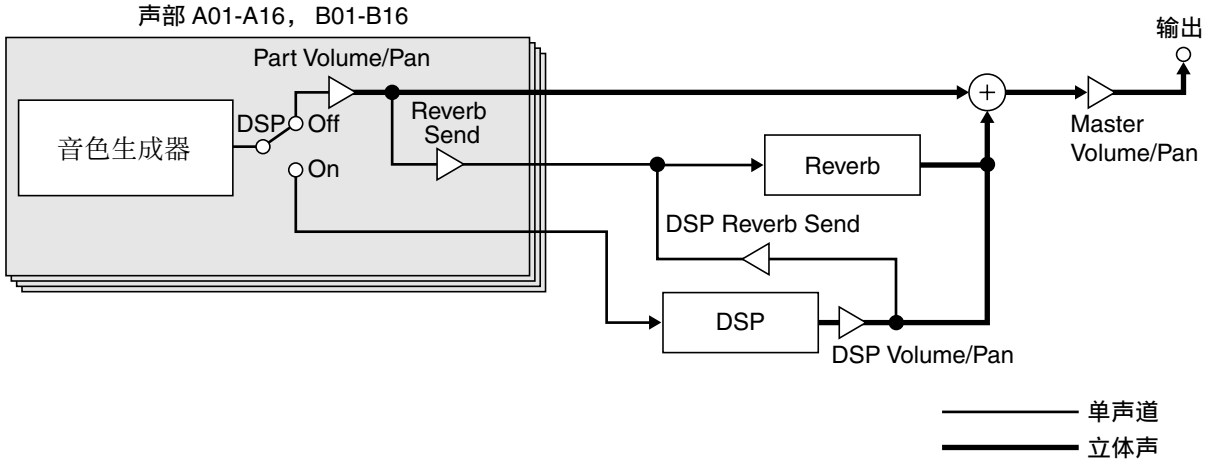 声部 A01-A16， B01-B16
输出
Part Volume/Pan
音色生成器
DSP
Off
On
Reverb
Send
Master
Volume/Pan
Reverb
DSP Reverb Send
DSP
DSP Volume/Pan
单声道
立体声